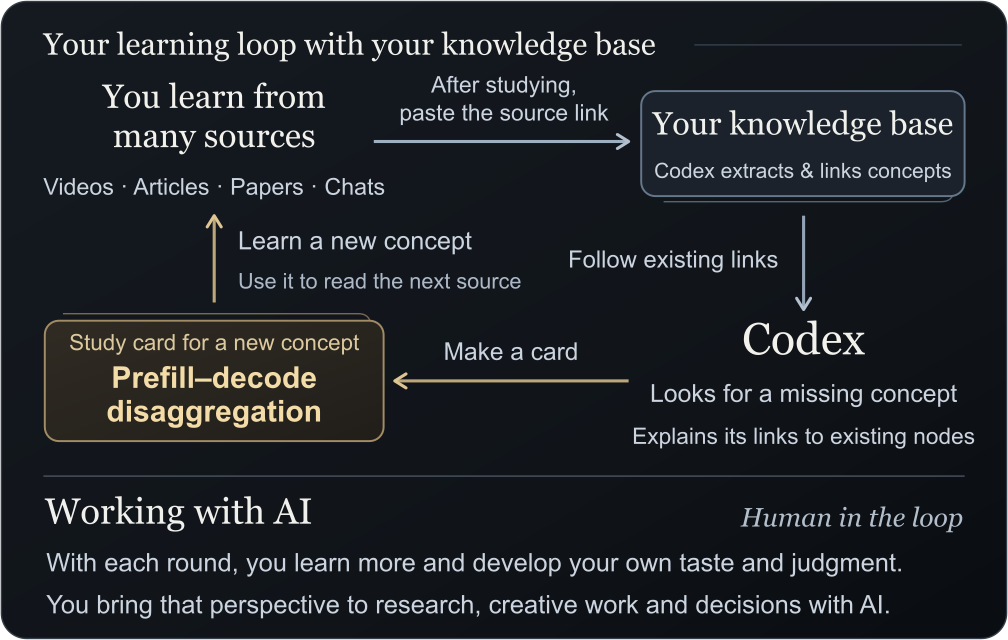 Your learning loop with your knowledge base
You learn from
many sources
Videos · Articles · Papers · Chats
After studying,
paste the source link
Your knowledge base
Codex extracts & links concepts
Follow existing links
Codex
Looks for a missing concept
Explains its links to existing nodes
Make a card
Study card for a new concept
Prefill–decode
disaggregation
Learn a new concept
Use it to read the next source
Working with AI
Human in the loop
With each round, you learn more and develop your own taste and judgment.
You bring that perspective to research, creative work and decisions with AI.